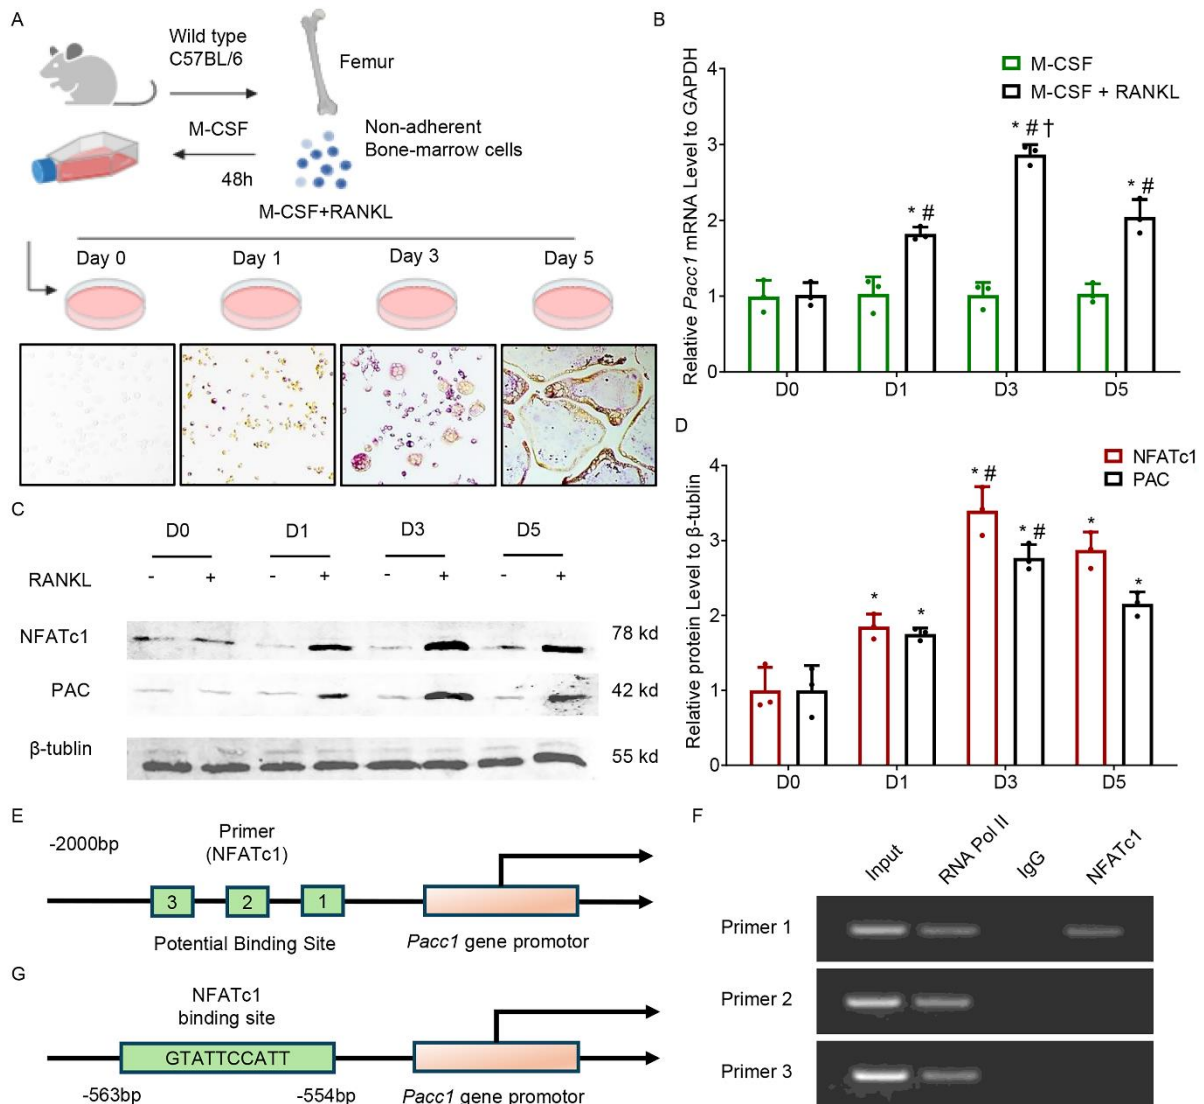 A
Wild type
C57BL/6
Femur
M-CSF
48h
Non-adherent
Bone-marrow cells
M-CSF+RANKL
Day 0 Day 1 Day 3 Day 5
B
Relative Pacc1 mRNA Level to GAPDH
M-CSF
M-CSF + RANKL
4
3
2
1
0
* #
* # †
* #
D0 D1 D3 D5
C
D0 D1 D3 D5
RANKL - + - + - + - +
NFATc1 78 kd
PAC 42 kd
β-tublin 55 kd
D
Relative protein Level to β-tublin
NFATc1
PAC
4
3
2
1
0
* *
* # * #
* *
D0 D1 D3 D5
E
-2000bp
Primer
(NFATc1)
3 2 1
Potential Binding Site
Pacc1 gene promotor
F
Input RNA Pol II IgG NFATc1
Primer 1
Primer 2
Primer 3
G
NFATc1
binding site
GTATTCCATT
-563bp -554bp
Pacc1 gene promotor